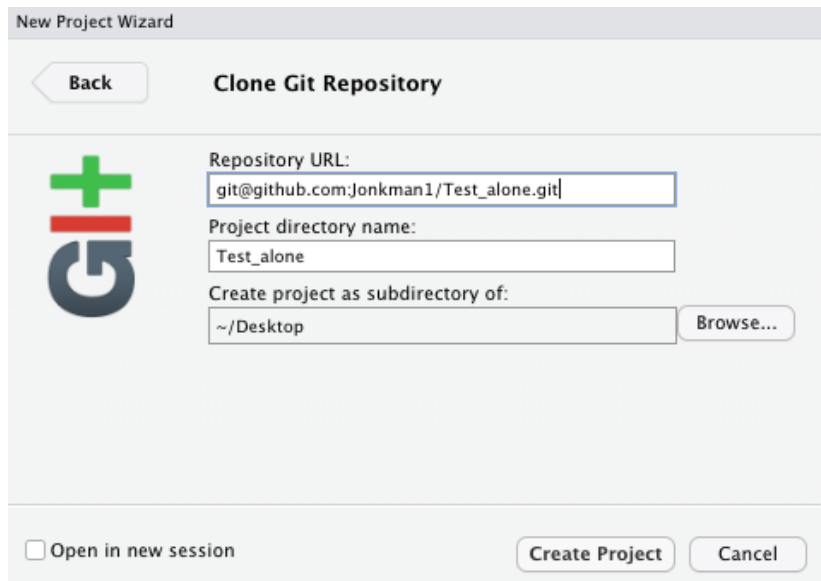 New Project Wizard
Back
Clone Git Repository
GIt
Repository URL:
git@github.com:Jonkman1/Test_alone.git
Project directory name:
Test_alone
Create project as subdirectory of:
~/Desktop
Browse...
Open in new session
Create Project
Cancel